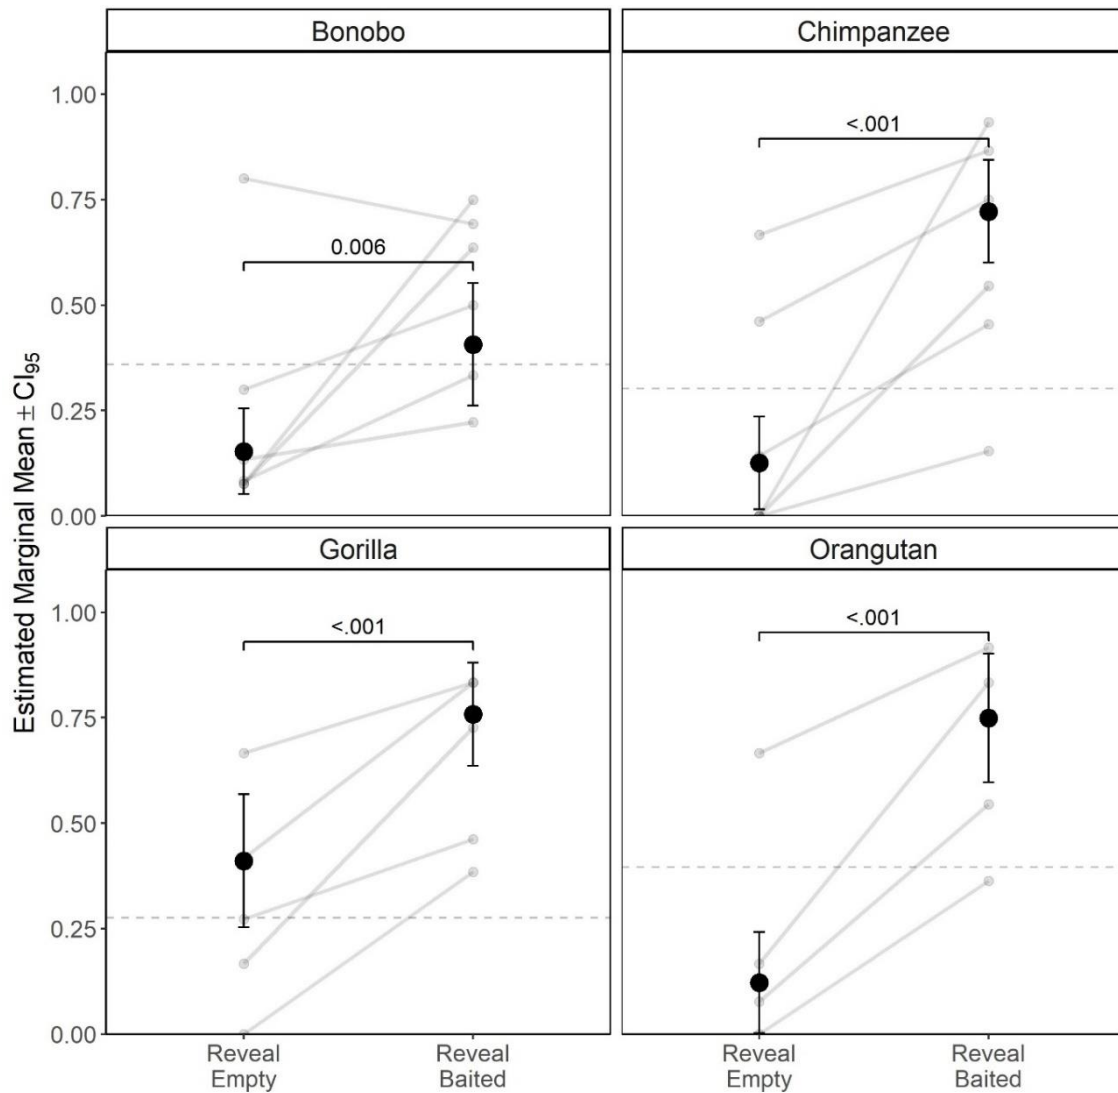 Bonobo
Chimpanzee
Estimated Marginal Mean ± CI₉₅
1.00
0.75
0.50
0.25
0.00
0.006
<.001
Gorilla
Orangutan
1.00
0.75
0.50
0.25
0.00
<.001
<.001
Reveal
Empty
Reveal
Baited
Reveal
Empty
Reveal
Baited